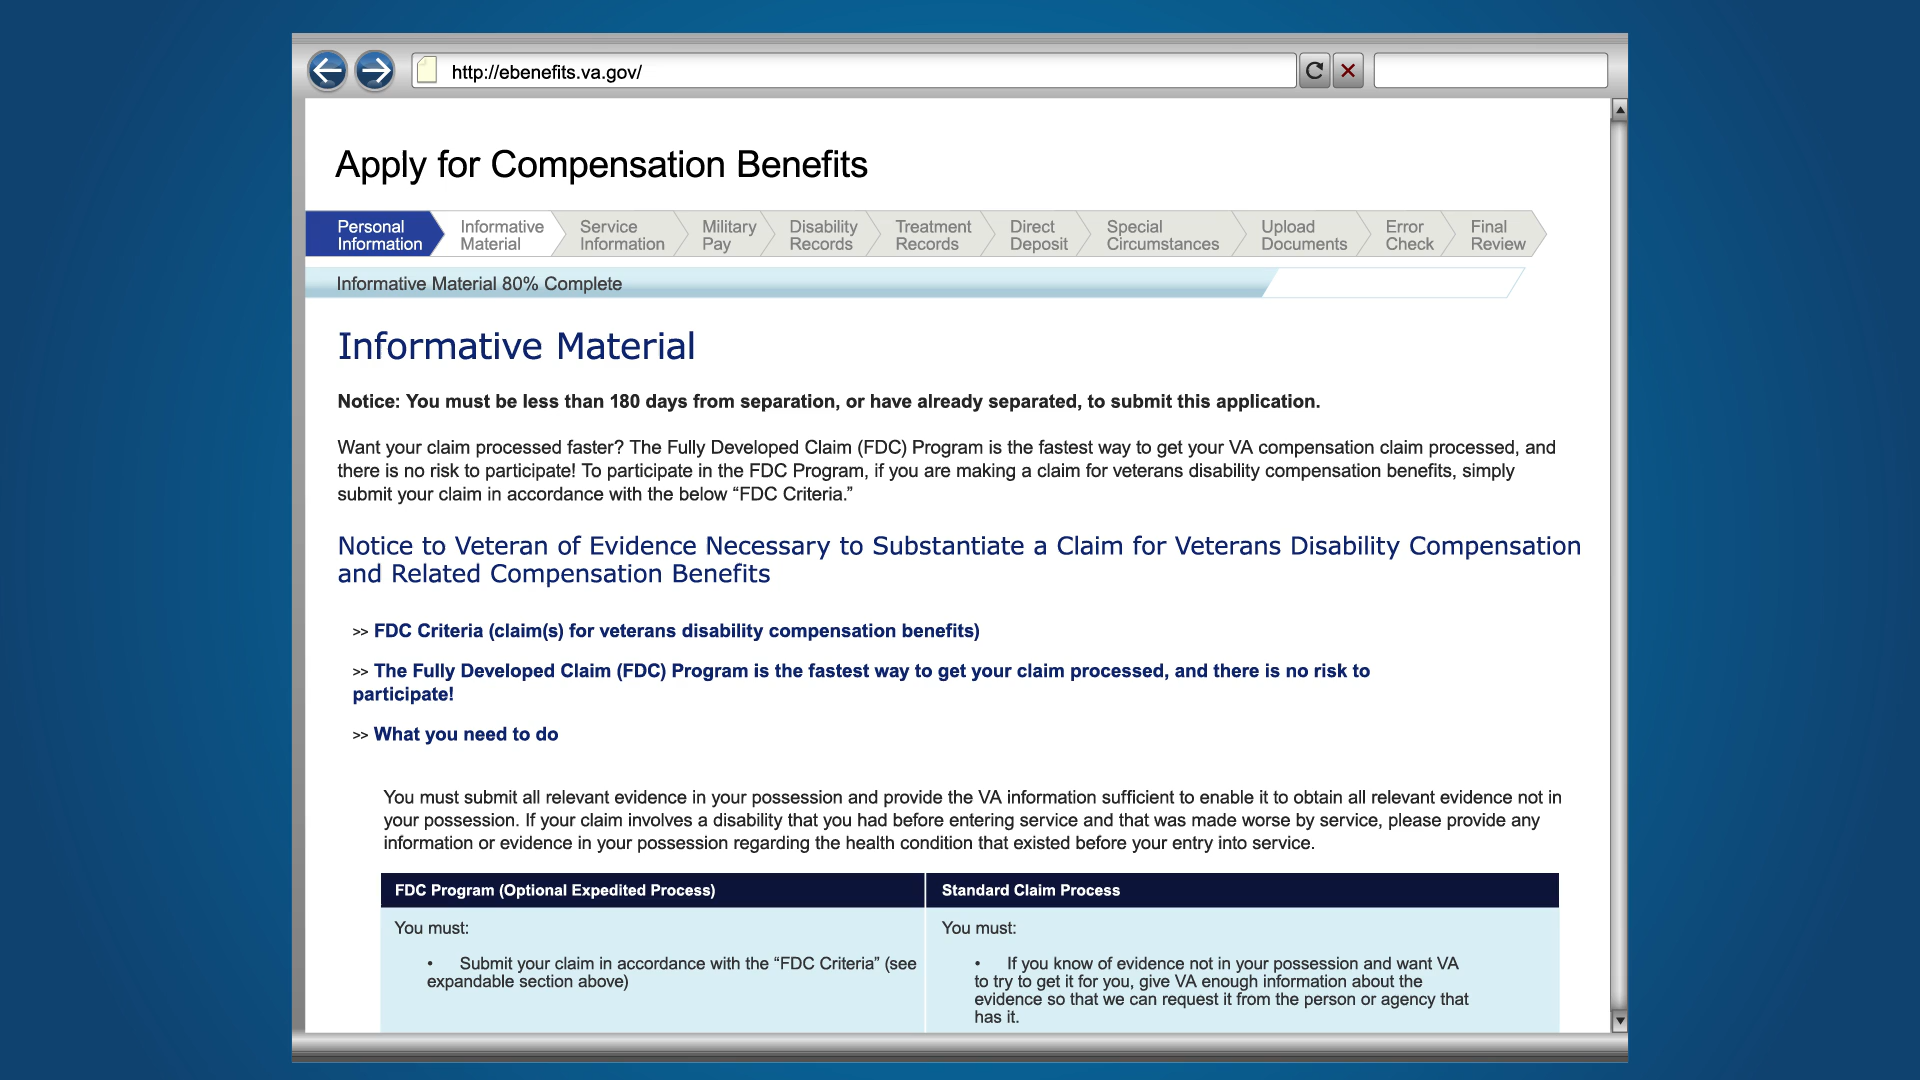 http://ebenefits.va.gov/
Apply for Compensation Benefits
Personal Information
Informative Material
Service Information
Military Pay
Disability Records
Treatment Records
Direct Deposit
Special Circumstances
Upload Documents
Error Check
Final Review
Informative Material 80% Complete
Informative Material
Notice: You must be less than 180 days from separation, or have already separated, to submit this application.
Want your claim processed faster? The Fully Developed Claim (FDC) Program is the fastest way to get your VA compensation claim processed, and
there is no risk to participate! To participate in the FDC Program, if you are making a claim for veterans disability compensation benefits, simply
submit your claim in accordance with the below “FDC Criteria.”
Notice to Veteran of Evidence Necessary to Substantiate a Claim for Veterans Disability Compensation
and Related Compensation Benefits
>> FDC Criteria (claim(s) for veterans disability compensation benefits)
>> The Fully Developed Claim (FDC) Program is the fastest way to get your claim processed, and there is no risk to
participate!
>> What you need to do
You must submit all relevant evidence in your possession and provide the VA information sufficient to enable it to obtain all relevant evidence not in
your possession. If your claim involves a disability that you had before entering service and that was made worse by service, please provide any
information or evidence in your possession regarding the health condition that existed before your entry into service.
FDC Program (Optional Expedited Process)
You must:
• Submit your claim in accordance with the “FDC Criteria” (see
expandable section above)
Standard Claim Process
You must:
• If you know of evidence not in your possession and want VA
to try to get it for you, give VA enough information about the
evidence so that we can request it from the person or agency that
has it.